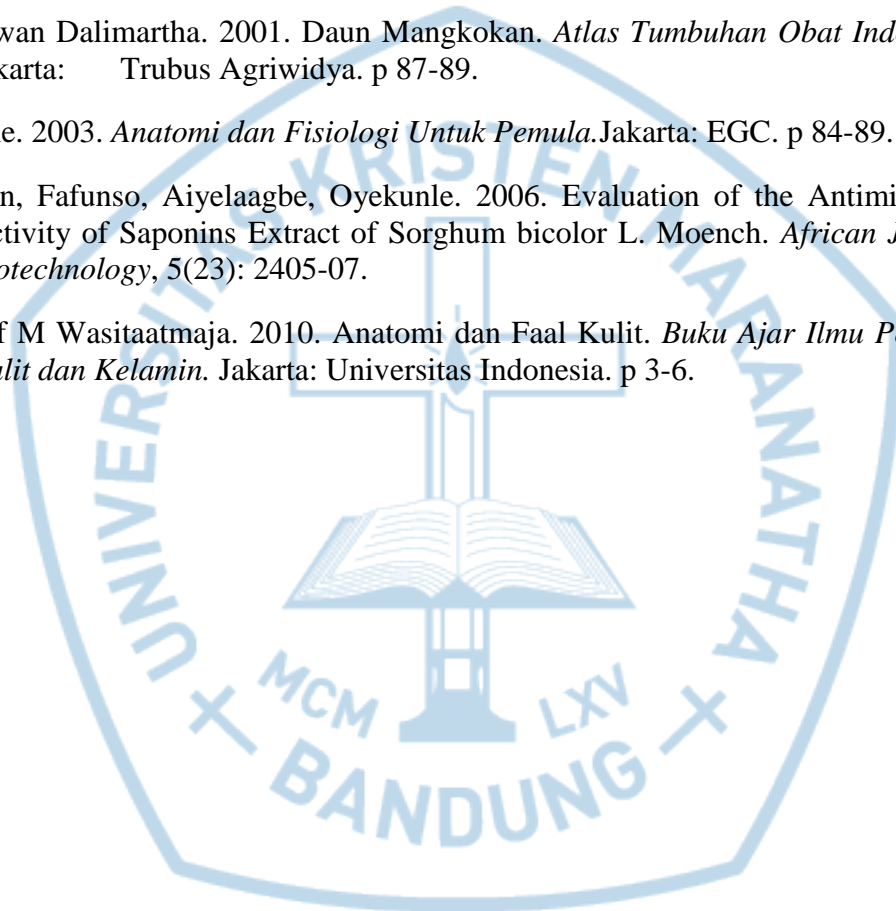 wan Dalimartha. 2001. Daun Mangkokan. Atlas Tumbuhan Obat Ind
karta: Trubus Agriwidya. p 87-89.
ne. 2003. Anatomi dan Fisiologi Untuk Pemula.Jakarta: EGC. p 84-89.
n, Fafunso, Aiyelaagbe, Oyekunle. 2006. Evaluation of the Antimi
ctivity of Saponins Extract of Sorghum bicolor L. Moench. African J
otechnology, 5(23): 2405-07.
f M Wasitaatmaja. 2010. Anatomi dan Faal Kulit. Buku Ajar Ilmu P
ulit dan Kelamin. Jakarta: Universitas Indonesia. p 3-6.
UNIVERSITAS KRISTEN MARANATHA
MCM LXV
BANDUNG